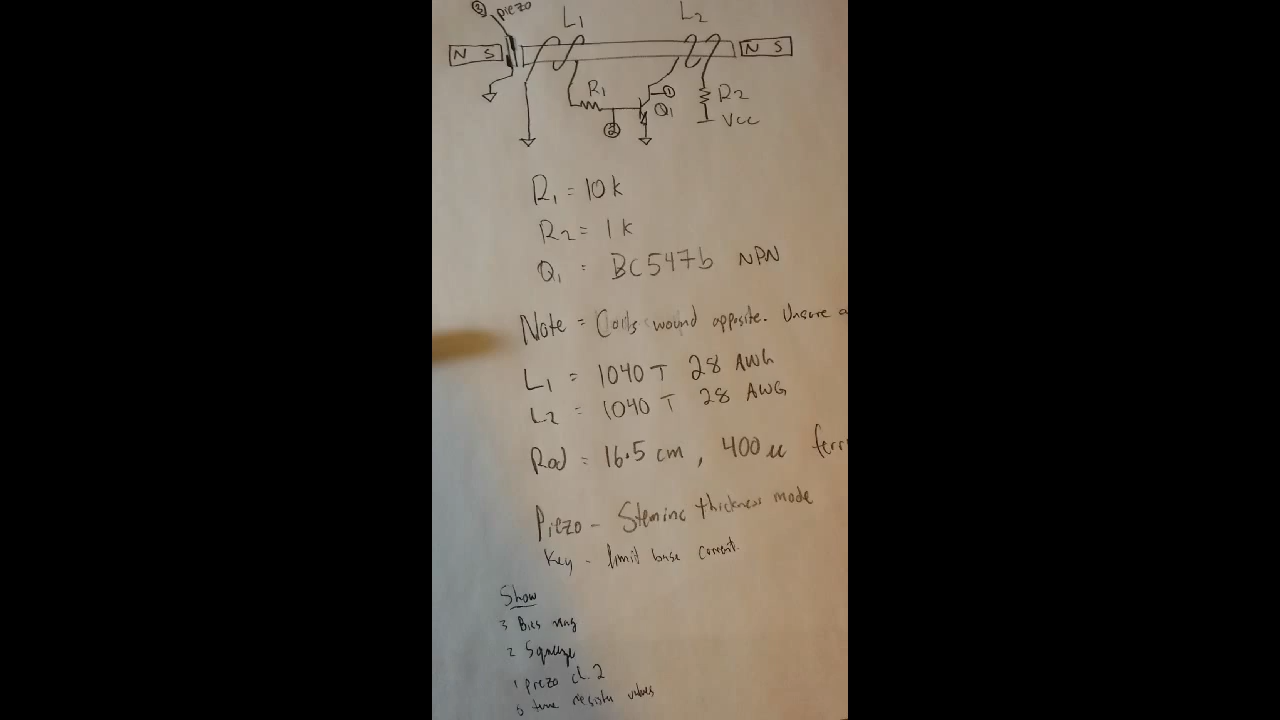 ③ piezo L1 L2
N S N S
R1 ① R2
② Q1 Vcc
R1 = 10k
R2 = 1k
Q1 = BC547b NPN
Note = Coils wound opposite. Unsure
L1 = 1040 T 28 AWG
L2 = 1040 T 28 AWG
Rod = 16.5 cm, 400 u ferr
Piezo - Steminc thickness mode
Key - limit base current.
Show
3 Bias mag
2 Squeeze
1 piezo ch. 2
tune resistor values